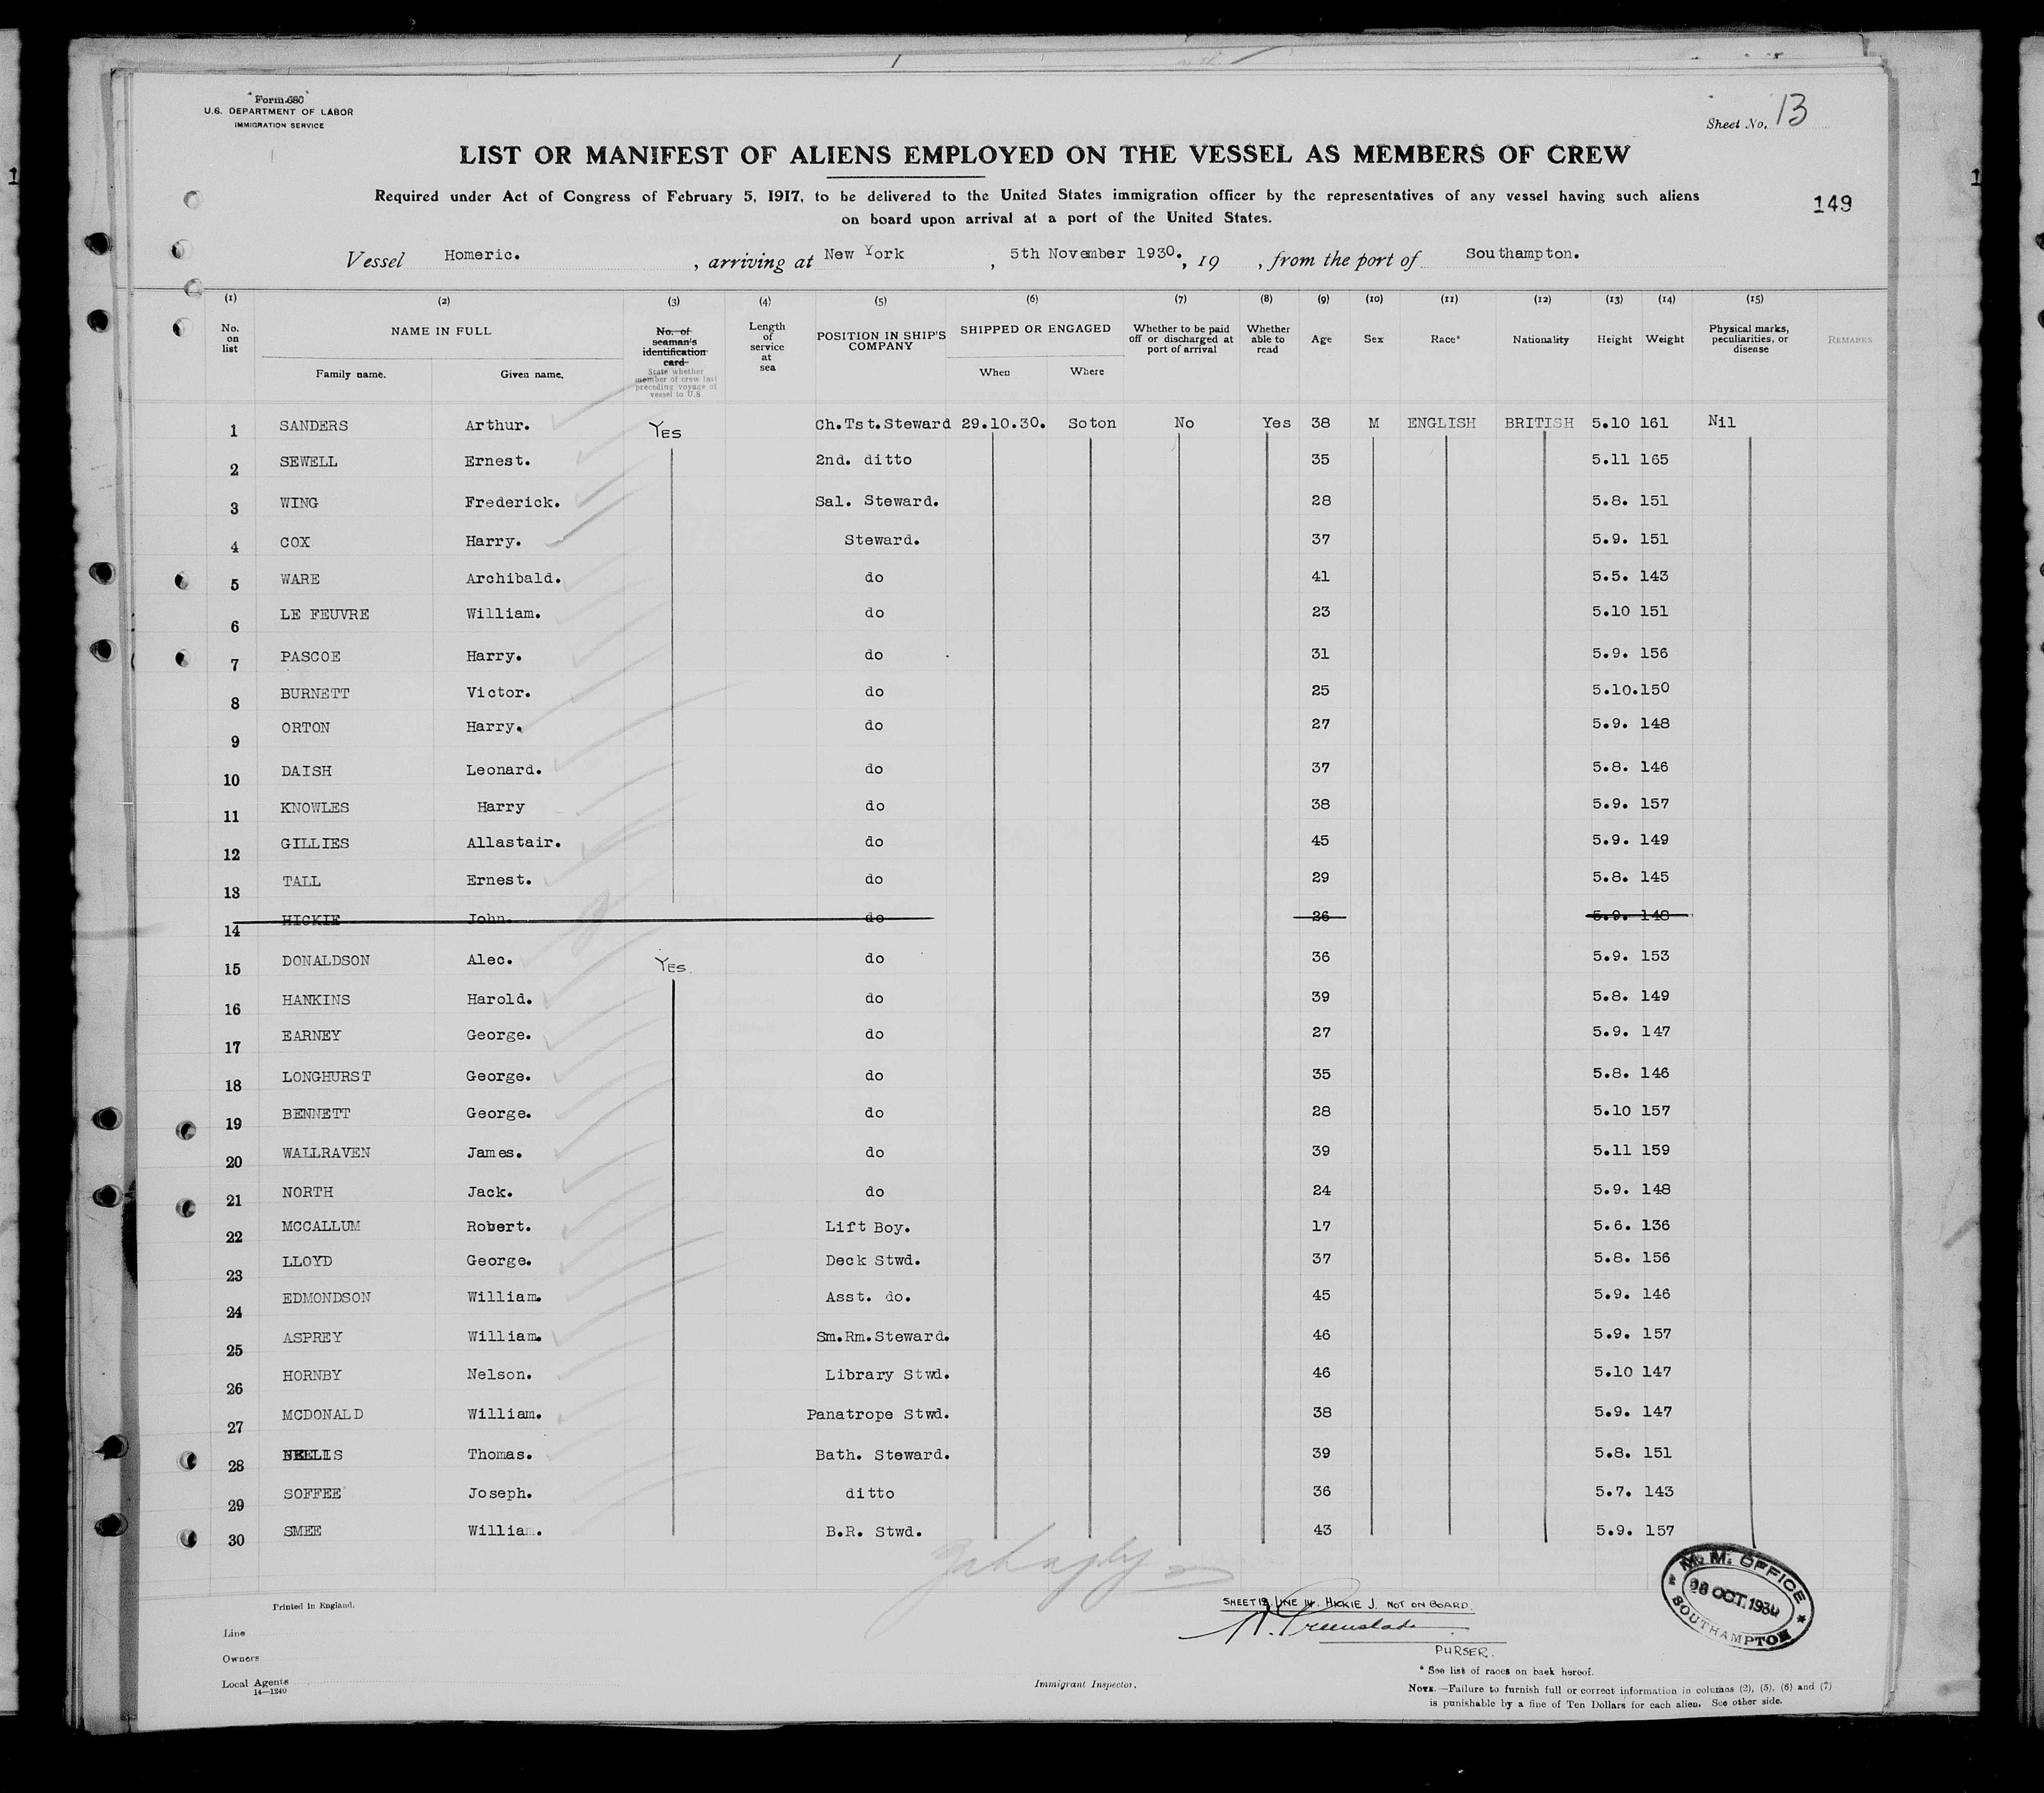 Form 680
U.S. DEPARTMENT OF LABOR
IMMIGRATION SERVICE
Sheet No. 13
LIST OR MANIFEST OF ALIENS EMPLOYED ON THE VESSEL AS MEMBERS OF CREW
Required under Act of Congress of February 5, 1917, to be delivered to the United States immigration officer by the representatives of any vessel having such aliens
on board upon arrival at a port of the United States.
149
Vessel Homeric. , arriving at New York , 5th November 1930. , 19 , from the port of Southampton.
(1) (2) (3) (4) (5) (6) (7) (8) (9) (10) (11) (12) (13) (14) (15)
No. on list NAME IN FULL Family name. Given name. No. of seaman's identification card State whether member of crew last preceding voyage of vessel to U.S Length of service at sea POSITION IN SHIP'S COMPANY SHIPPED OR ENGAGED When Where Whether to be paid off or discharged at port of arrival Whether able to read Age Sex Race* Nationality Height Weight Physical marks, peculiarities, or disease REMARKS
1 SANDERS Arthur. YES Ch.Tst.Steward 29.10.30. Soton No Yes 38 M ENGLISH BRITISH 5.10 161 Nil
2 SEWELL Ernest. 2nd. ditto 35 5.11 165
3 WING Frederick. Sal. Steward. 28 5.8. 151
4 COX Harry. Steward. 37 5.9. 151
5 WARE Archibald. do 41 5.5. 143
6 LE FEUVRE William. do 23 5.10 151
7 PASCOE Harry. do 31 5.9. 156
8 BURNETT Victor. do 25 5.10.150
9 ORTON Harry. do 27 5.9. 148
10 DAISH Leonard. do 37 5.8. 146
11 KNOWLES Harry do 38 5.9. 157
12 GILLIES Allastair. do 45 5.9. 149
13 TALL Ernest. do 29 5.8. 145
14 HICKIE John. do 26 5.9. 148
15 DONALDSON Alec. YES. do 36 5.9. 153
16 HANKINS Harold. do 39 5.8. 149
17 EARNEY George. do 27 5.9. 147
18 LONGHURST George. do 35 5.8. 146
19 BENNETT George. do 28 5.10 157
20 WALLRAVEN James. do 39 5.11 159
21 NORTH Jack. do 24 5.9. 148
22 MCCALLUM Robert. Lift Boy. 17 5.6. 136
23 LLOYD George. Deck Stwd. 37 5.8. 156
24 EDMONDSON William. Asst. do. 45 5.9. 146
25 ASPREY William. Sm.Rm.Steward. 46 5.9. 157
26 HORNBY Nelson. Library Stwd. 46 5.10 147
27 MCDONALD William. Panatrope Stwd. 38 5.9. 147
28 Thomas. Bath. Steward. 39 5.8. 151
29 SOFFEE Joseph. ditto 36 5.7. 143
30 SMEE William. B.R. Stwd. 43 5.9. 157
Printed in England.
SHEET 13. LINE 14. HICKIE J. NOT ON BOARD.
PURSER.
M. M. OFFICE
OCT. 1930
SOUTHAMPTON
Line
Owners
Local Agents
14—1240
Immigrant Inspector.
* See list of races on back hereof.
NOTE.—Failure to furnish full or correct information in columns (2), (5), (6) and (7)
is punishable by a fine of Ten Dollars for each alien. See other side.